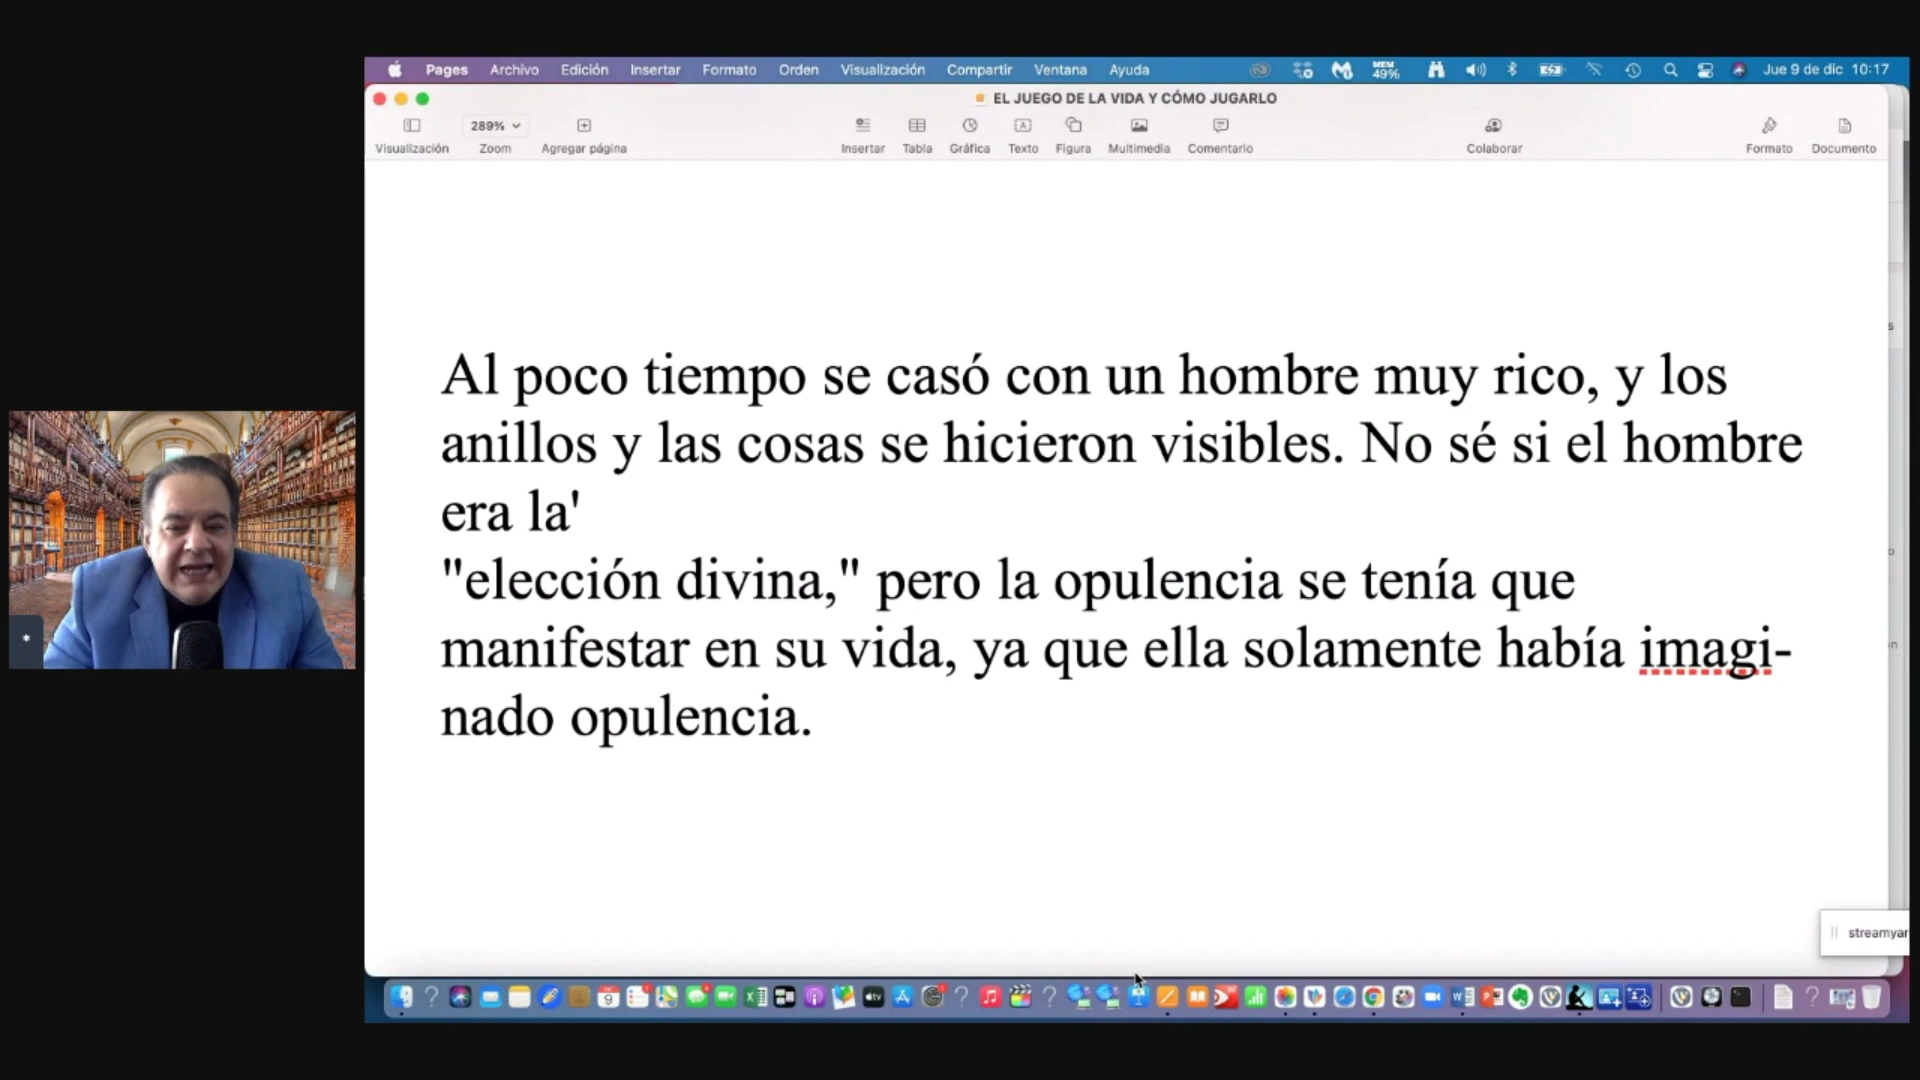 Pages Archivo Edición Insertar Formato Orden Visualización Compartir Ventana Ayuda MEM 49% Jue 9 de dic 10:17
EL JUEGO DE LA VIDA Y CÓMO JUGARLO
289%
Visualización Zoom Agregar página Insertar Tabla Gráfica Texto Figura Multimedia Comentario Colaborar Formato Documento
Al poco tiempo se casó con un hombre muy rico, y los
anillos y las cosas se hicieron visibles. No sé si el hombre
era la'
"elección divina," pero la opulencia se tenía que
manifestar en su vida, ya que ella solamente había imagi-
nado opulencia.
streamyar